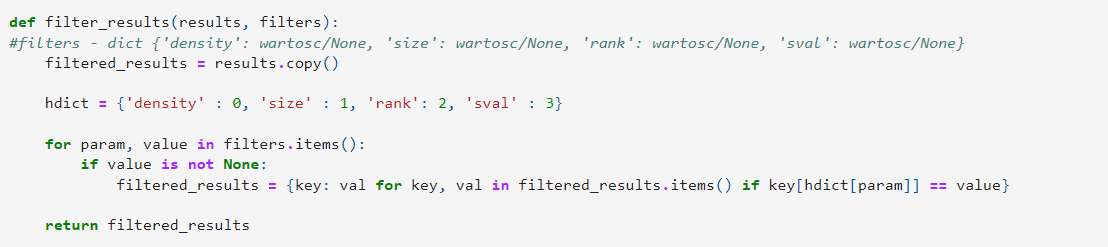 def filter_results(results, filters):
#filters - dict {'density': wartosc/None, 'size': wartosc/None, 'rank': wartosc/None, 'sval': wartosc/None}
    filtered_results = results.copy()

    hdict = {'density' : 0, 'size' : 1, 'rank': 2, 'sval' : 3}

    for param, value in filters.items():
        if value is not None:
            filtered_results = {key: val for key, val in filtered_results.items() if key[hdict[param]] == value}

    return filtered_results